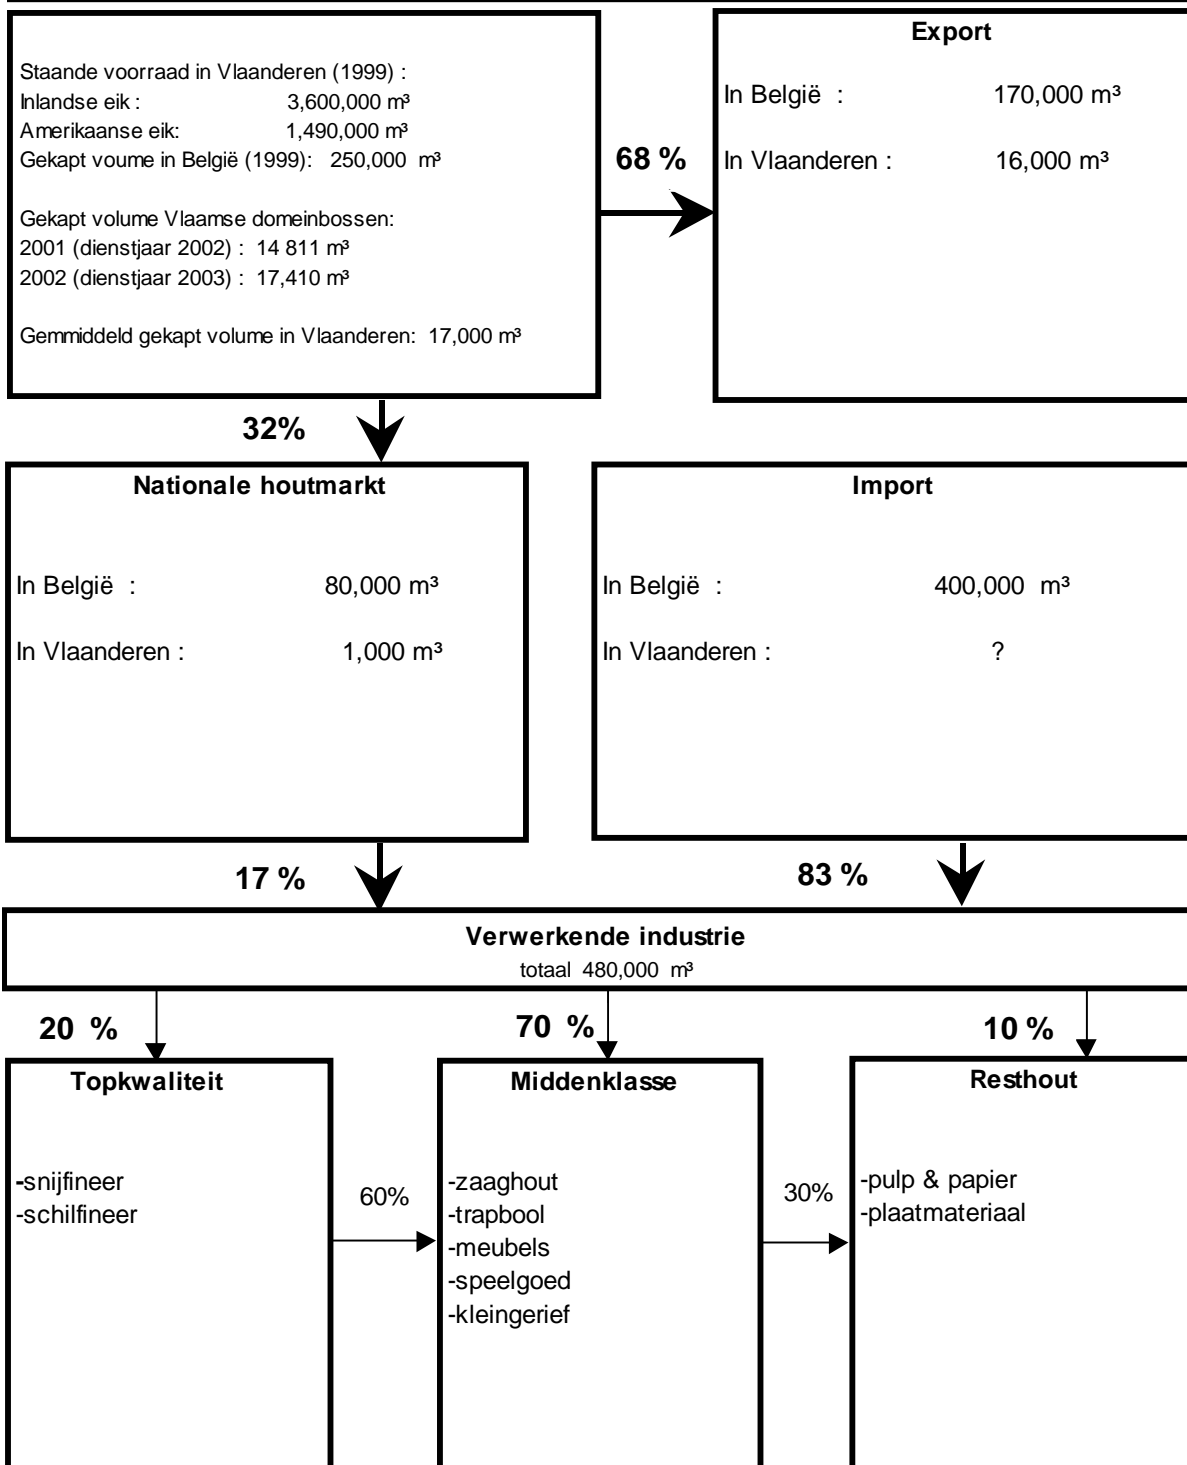 Staande voorraad in Vlaanderen (1999) :
Inlandse eik : 3,600,000 m³
Amerikaanse eik: 1,490,000 m³
Gekapt voume in België (1999): 250,000 m³
Gekapt volume Vlaamse domeinbossen:
2001 (dienstjaar 2002) : 14 811 m³
2002 (dienstjaar 2003) : 17,410 m³
Gemmiddeld gekapt volume in Vlaanderen: 17,000 m³
68 %
Export
In België : 170,000 m³
In Vlaanderen : 16,000 m³
32%
Nationale houtmarkt
In België : 80,000 m³
In Vlaanderen : 1,000 m³
Import
In België : 400,000 m³
In Vlaanderen : ?
17 %
83 %
Verwerkende industrie
totaal 480,000 m³
20 %
70 %
10 %
Topkwaliteit
-snijfineer
-schilfineer
60%
Middenklasse
-zaaghout
-trapbool
-meubels
-speelgoed
-kleingerief
30%
Resthout
-pulp & papier
-plaatmateriaal